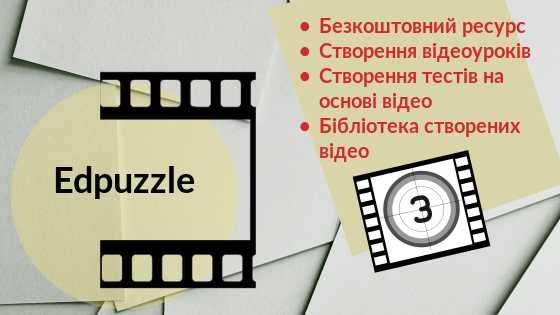 Edpuzzle
• Безкоштовний ресурс
• Створення відеоуроків
• Створення тестів на
основі відео
• Бібліотека створених
відео
3